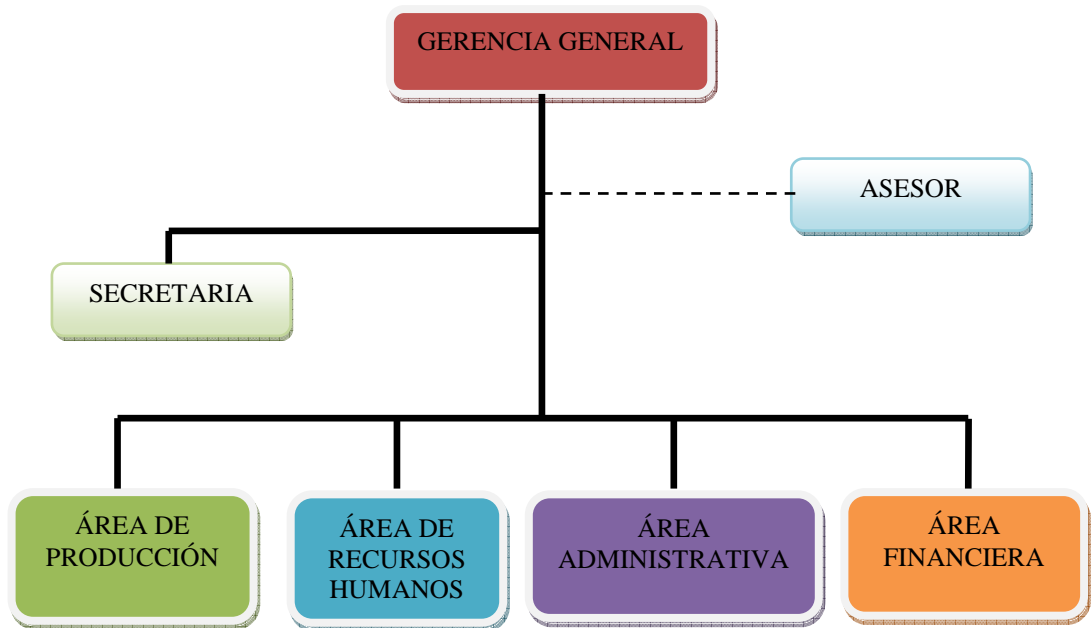 GERENCIA GENERAL
ASESOR
SECRETARIA
ÁREA DE
PRODUCCIÓN
ÁREA DE
RECURSOS
HUMANOS
ÁREA
ADMINISTRATIVA
ÁREA
FINANCIERA